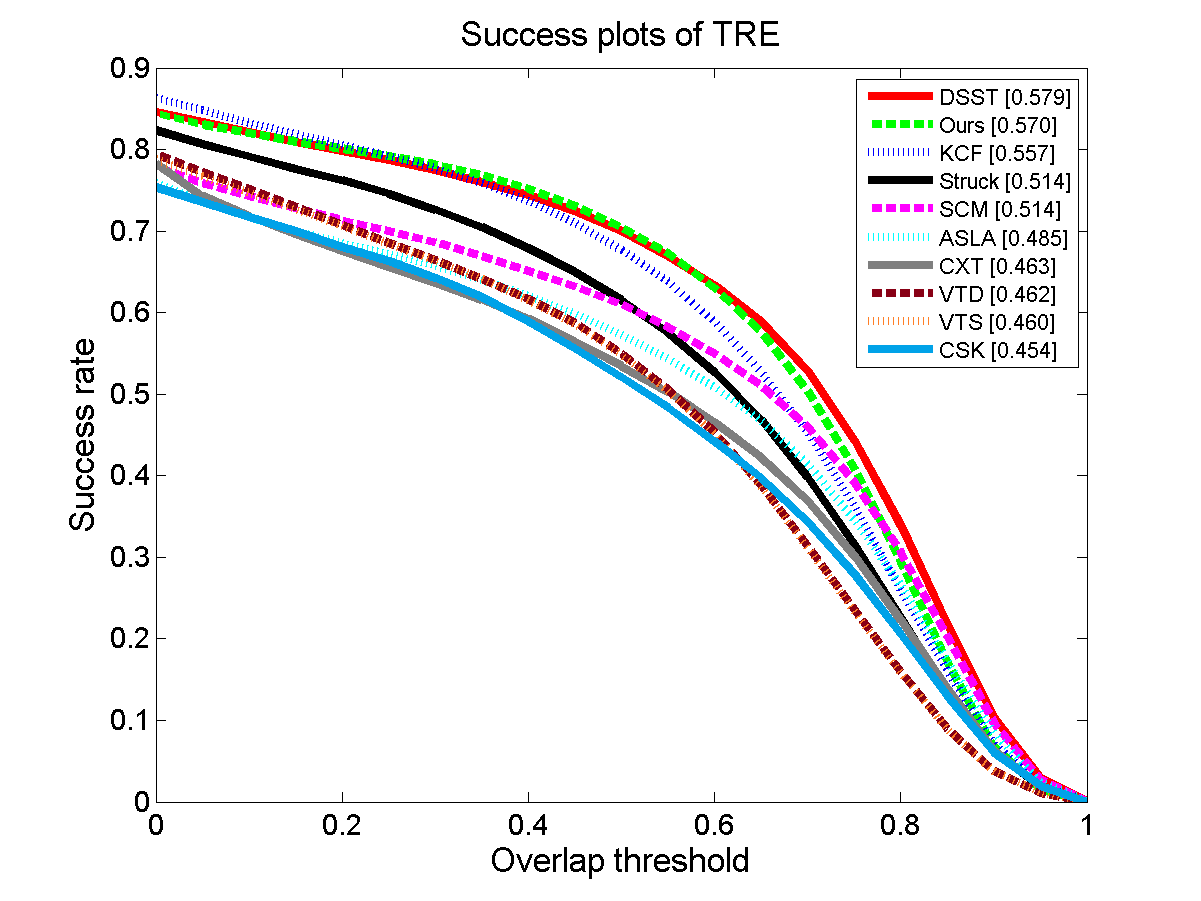 Success plots of TRE
0.9
0.8
0.7
0.6
0.5
0.4
0.3
0.2
0.1
0
Success rate
DSST [0.579]
Ours [0.570]
KCF [0.557]
Struck [0.514]
SCM [0.514]
ASLA [0.485]
CXT [0.463]
VTD [0.462]
VTS [0.460]
CSK [0.454]
0 0.2 0.4 0.6 0.8 1
Overlap threshold